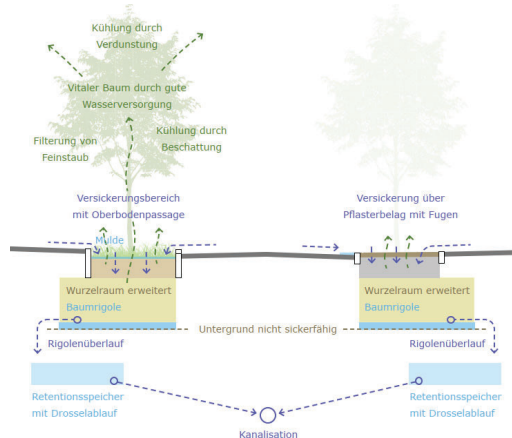 Kühlung durch
Verdunstung
Vitaler Baum durch gute
Wasserversorgung
Filterung von
Feinstaub
Kühlung durch
Beschattung
Versickerungsbereich
mit Oberbodenpassage
Mulde
Versickerung über
Pflasterbelag mit Fugen
Wurzelraum erweitert
Baumrigole
Wurzelraum erweitert
Baumrigole
Untergrund nicht sickerfähig
Rigolenüberlauf
Rigolenüberlauf
Retentionsspeicher
mit Drosselablauf
Retentionsspeicher
mit Drosselablauf
Kanalisation